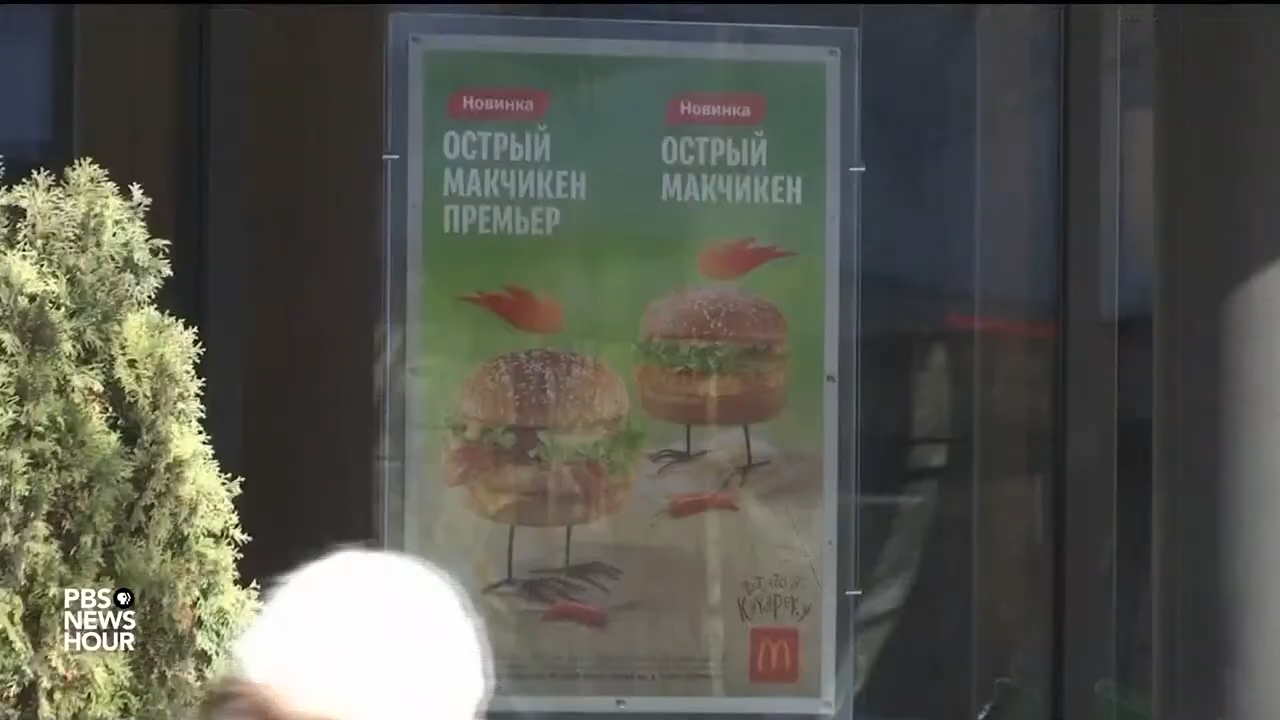 Новинка
ОСТРЫЙ
МАКЧИКЕН
ПРЕМЬЕР
Новинка
ОСТРЫЙ
МАКЧИКЕН
PBS
NEWS
HOUR